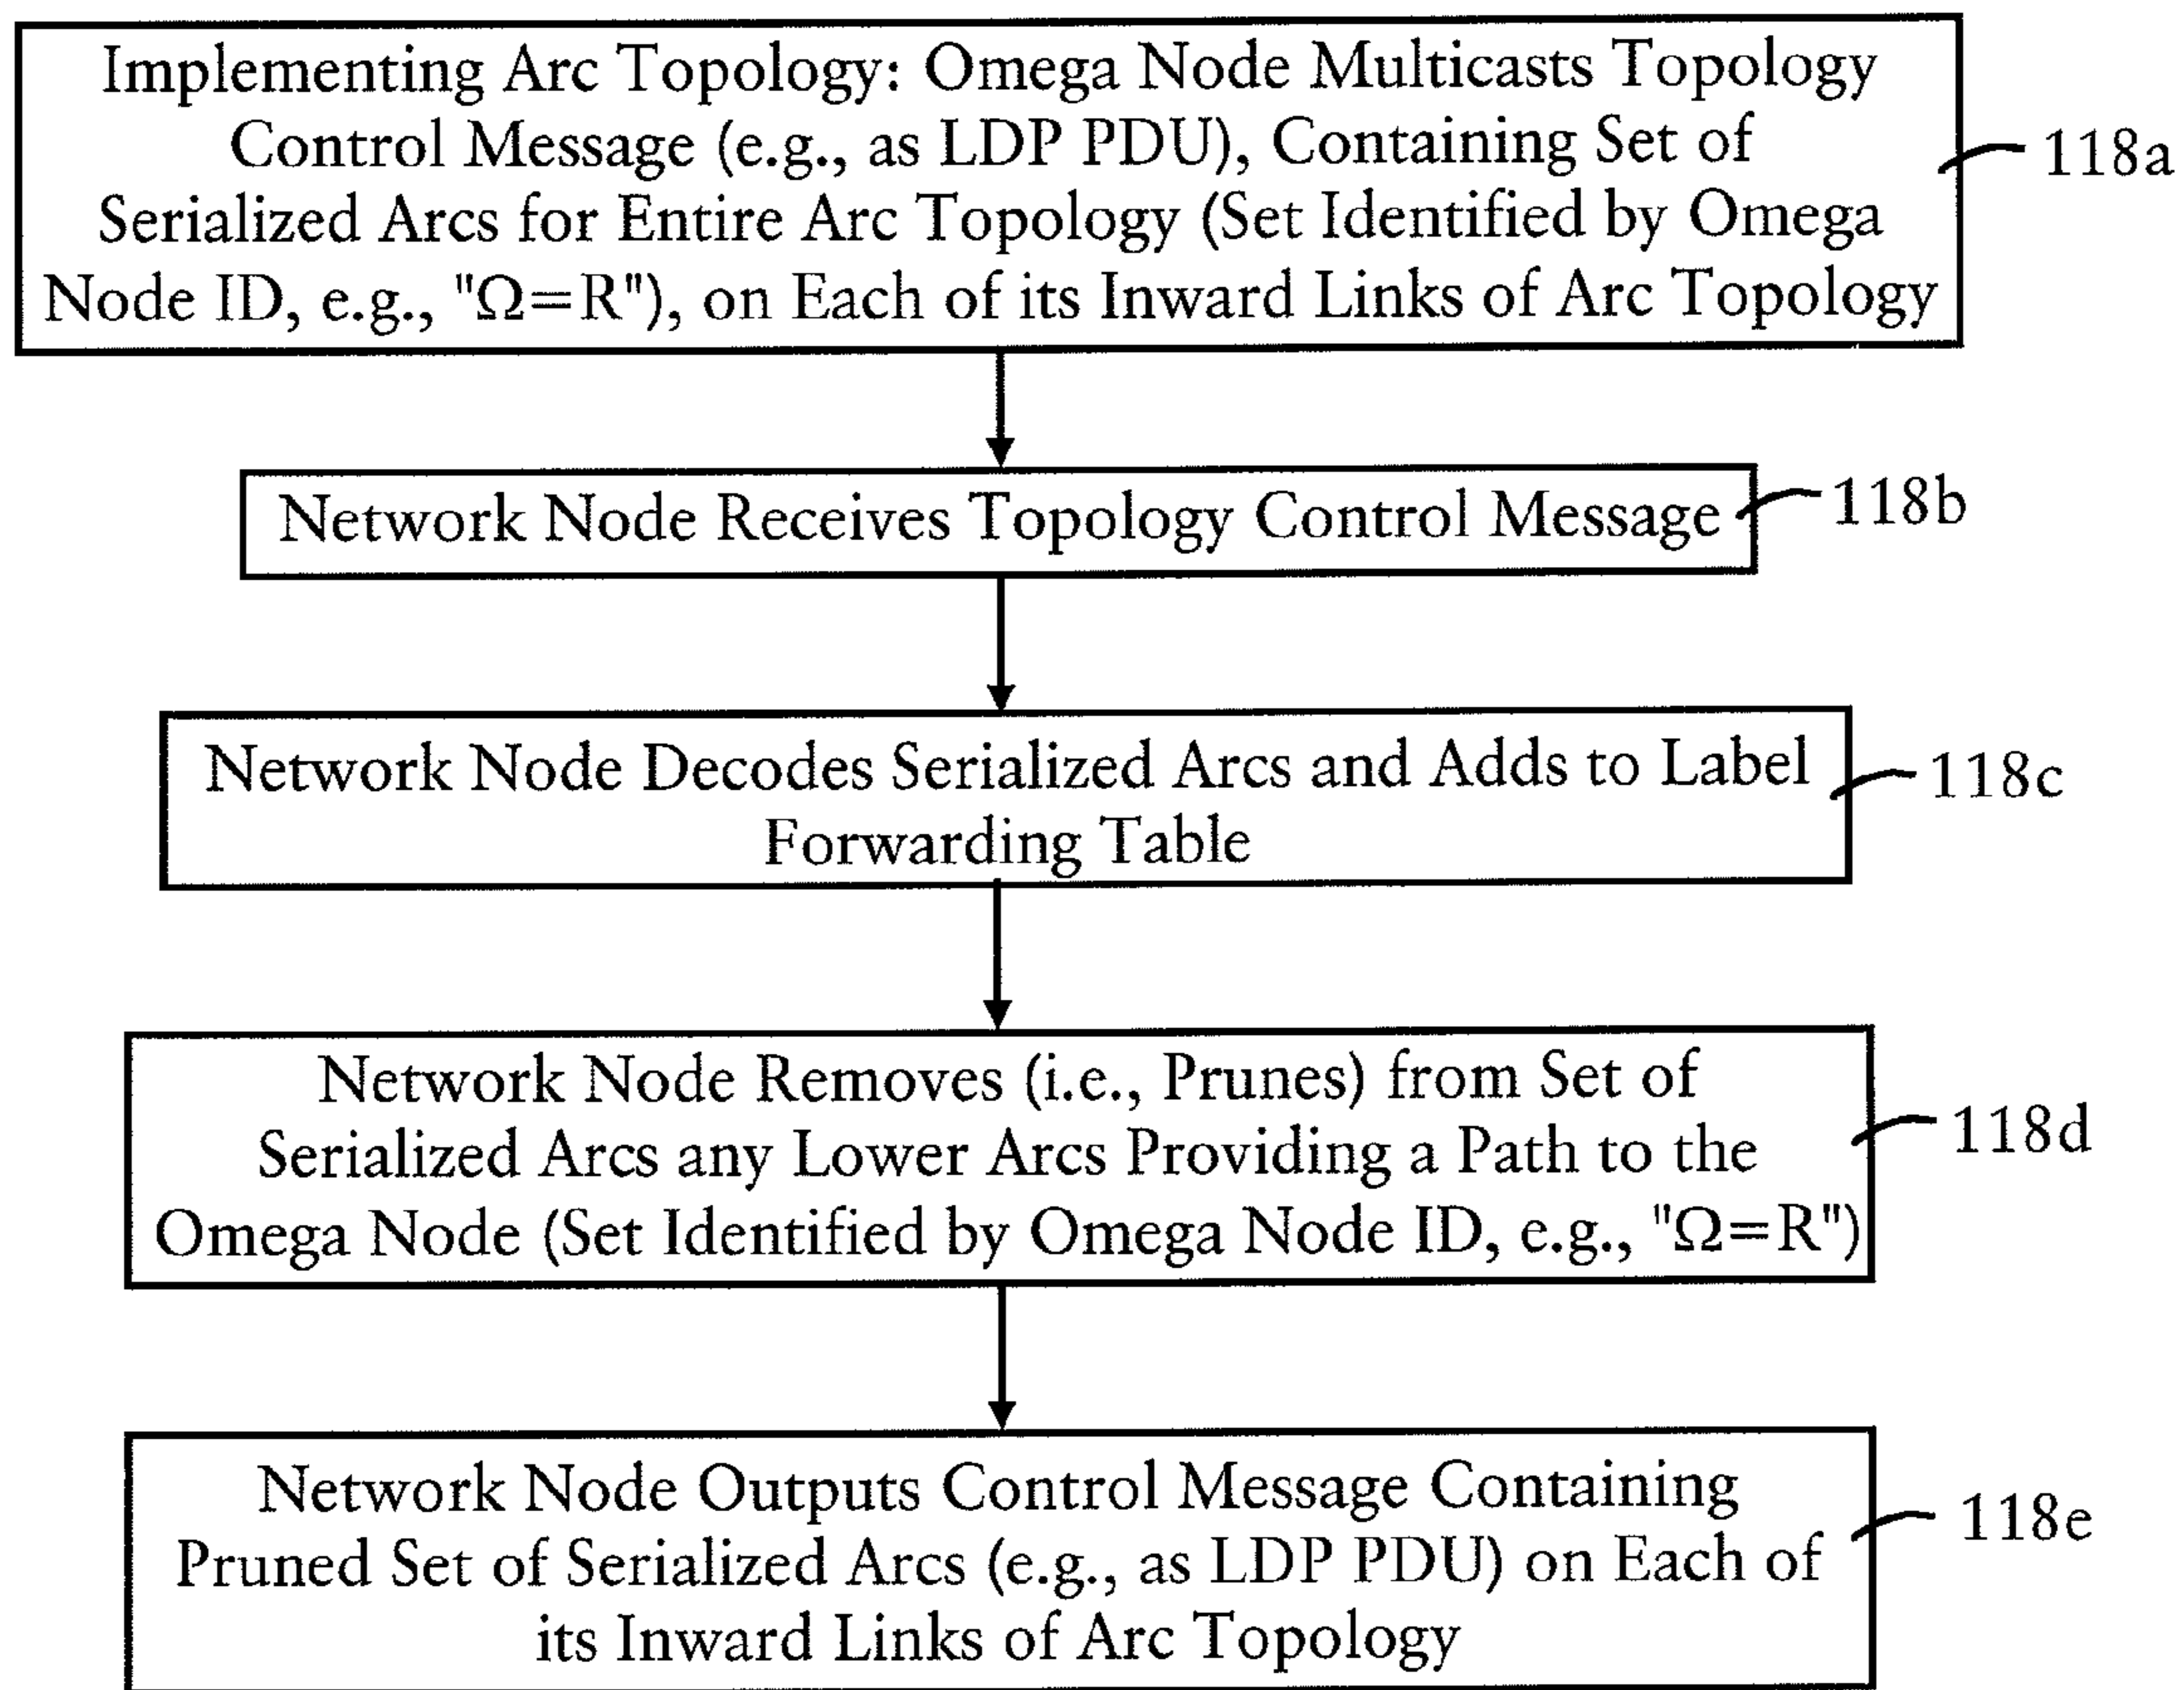 Implementing Arc Topology: Omega Node Multicasts Topology
Control Message (e.g., as LDP PDU), Containing Set of
Serialized Arcs for Entire Arc Topology (Set Identified by Omega
Node ID, e.g., "Ω=R"), on Each of its Inward Links of Arc Topology
118a
Network Node Receives Topology Control Message
118b
Network Node Decodes Serialized Arcs and Adds to Label
Forwarding Table
118c
Network Node Removes (i.e., Prunes) from Set of
Serialized Arcs any Lower Arcs Providing a Path to the
Omega Node (Set Identified by Omega Node ID, e.g., "Ω=R")
118d
Network Node Outputs Control Message Containing
Pruned Set of Serialized Arcs (e.g., as LDP PDU) on Each of
its Inward Links of Arc Topology
118e